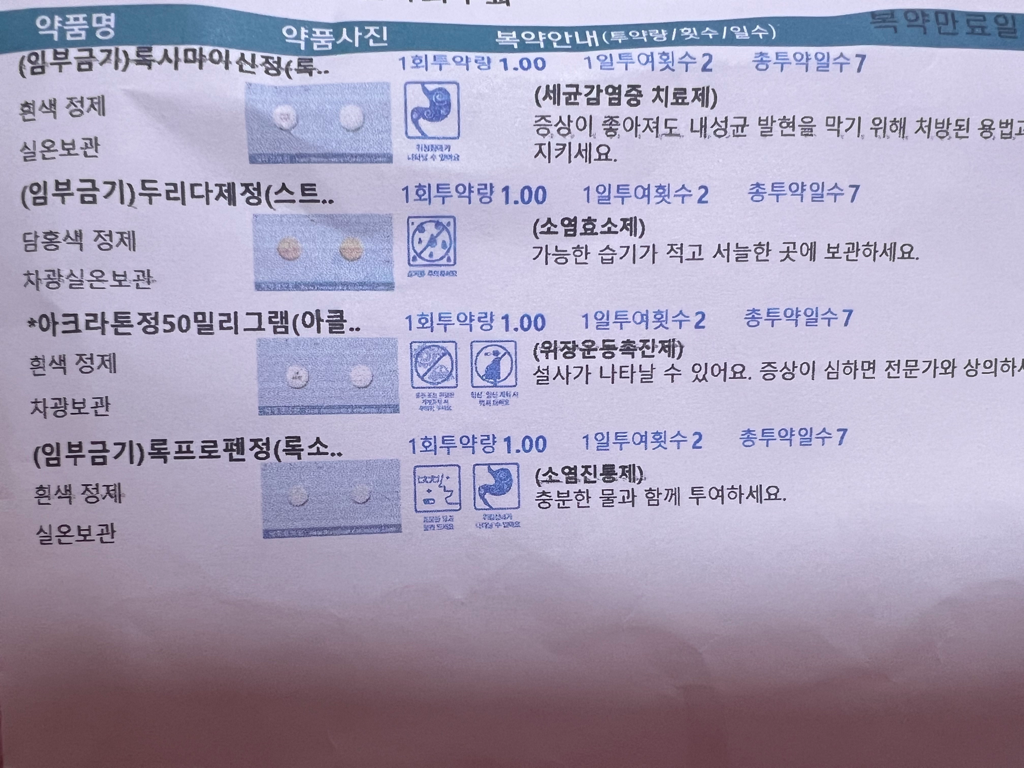 약품명 약품사진 복약안내(투약량/횟수/일수) 복약만료일
(임부금기)록시마이신정(록.. 1회투약량 1.00 1일투여횟수 2 총투약일수 7
흰색 정제 (세균감염증 치료제)
증상이 좋아져도 내성균 발현을 막기 위해 처방된 용법과
실온보관 지키세요.
(임부금기)두리다제정(스트.. 1회투약량 1.00 1일투여횟수 2 총투약일수 7
담홍색 정제 (소염효소제)
가능한 습기가 적고 서늘한 곳에 보관하세요.
차광실온보관
*아크라톤정50밀리그램(아클.. 1회투약량 1.00 1일투여횟수 2 총투약일수 7
흰색 정제 (위장운동촉진제)
설사가 나타날 수 있어요. 증상이 심하면 전문가와 상의하시
차광보관
(임부금기)록프로펜정(록소.. 1회투약량 1.00 1일투여횟수 2 총투약일수 7
흰색 정제 (소염진통제)
충분한 물과 함께 투여하세요.
실온보관